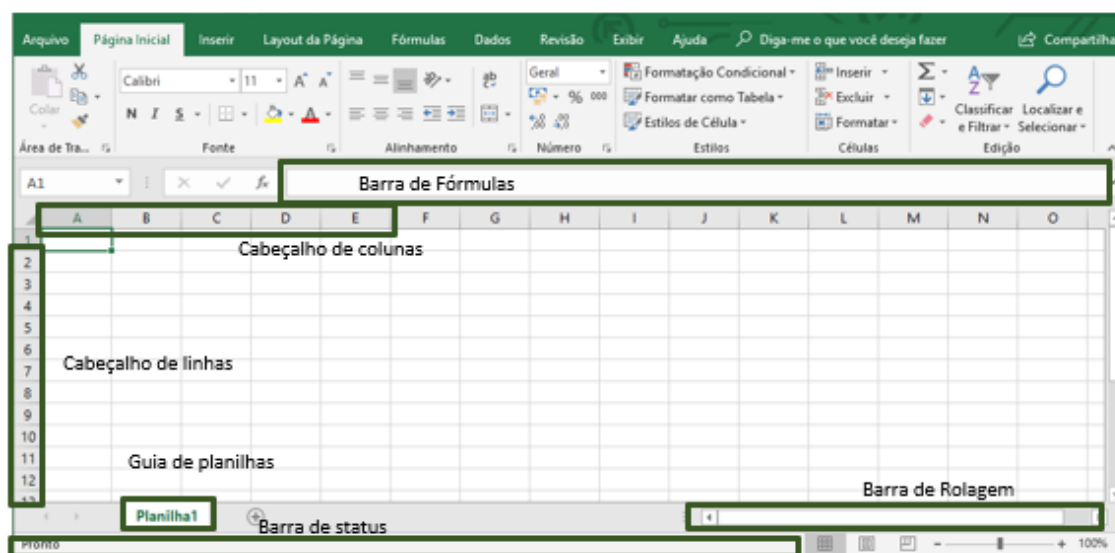 Arquivo Página Inicial Inserir Layout da Página Fórmulas Dados Revisão Exibir Ajuda Diga-me o que você deseja fazer Compartilha
Calibri 11 A A Geral Formatação Condicional Inserir Σ
Colar N I S A % 000 Formatar como Tabela Excluir Classificar e Filtrar Localizar e Selecionar
Estilos de Célula Formatar
Área de Tra... Fonte Alinhamento Número Estilos Células Edição
A1 fx Barra de Fórmulas
A B C D E F G H I J K L M N O
1
Cabeçalho de colunas
2
3
4
5
6
Cabeçalho de linhas
7
8
9
10
11 Guia de planilhas
12
Barra de Rolagem
13
Planilha1
Barra de status
Pronto 100%